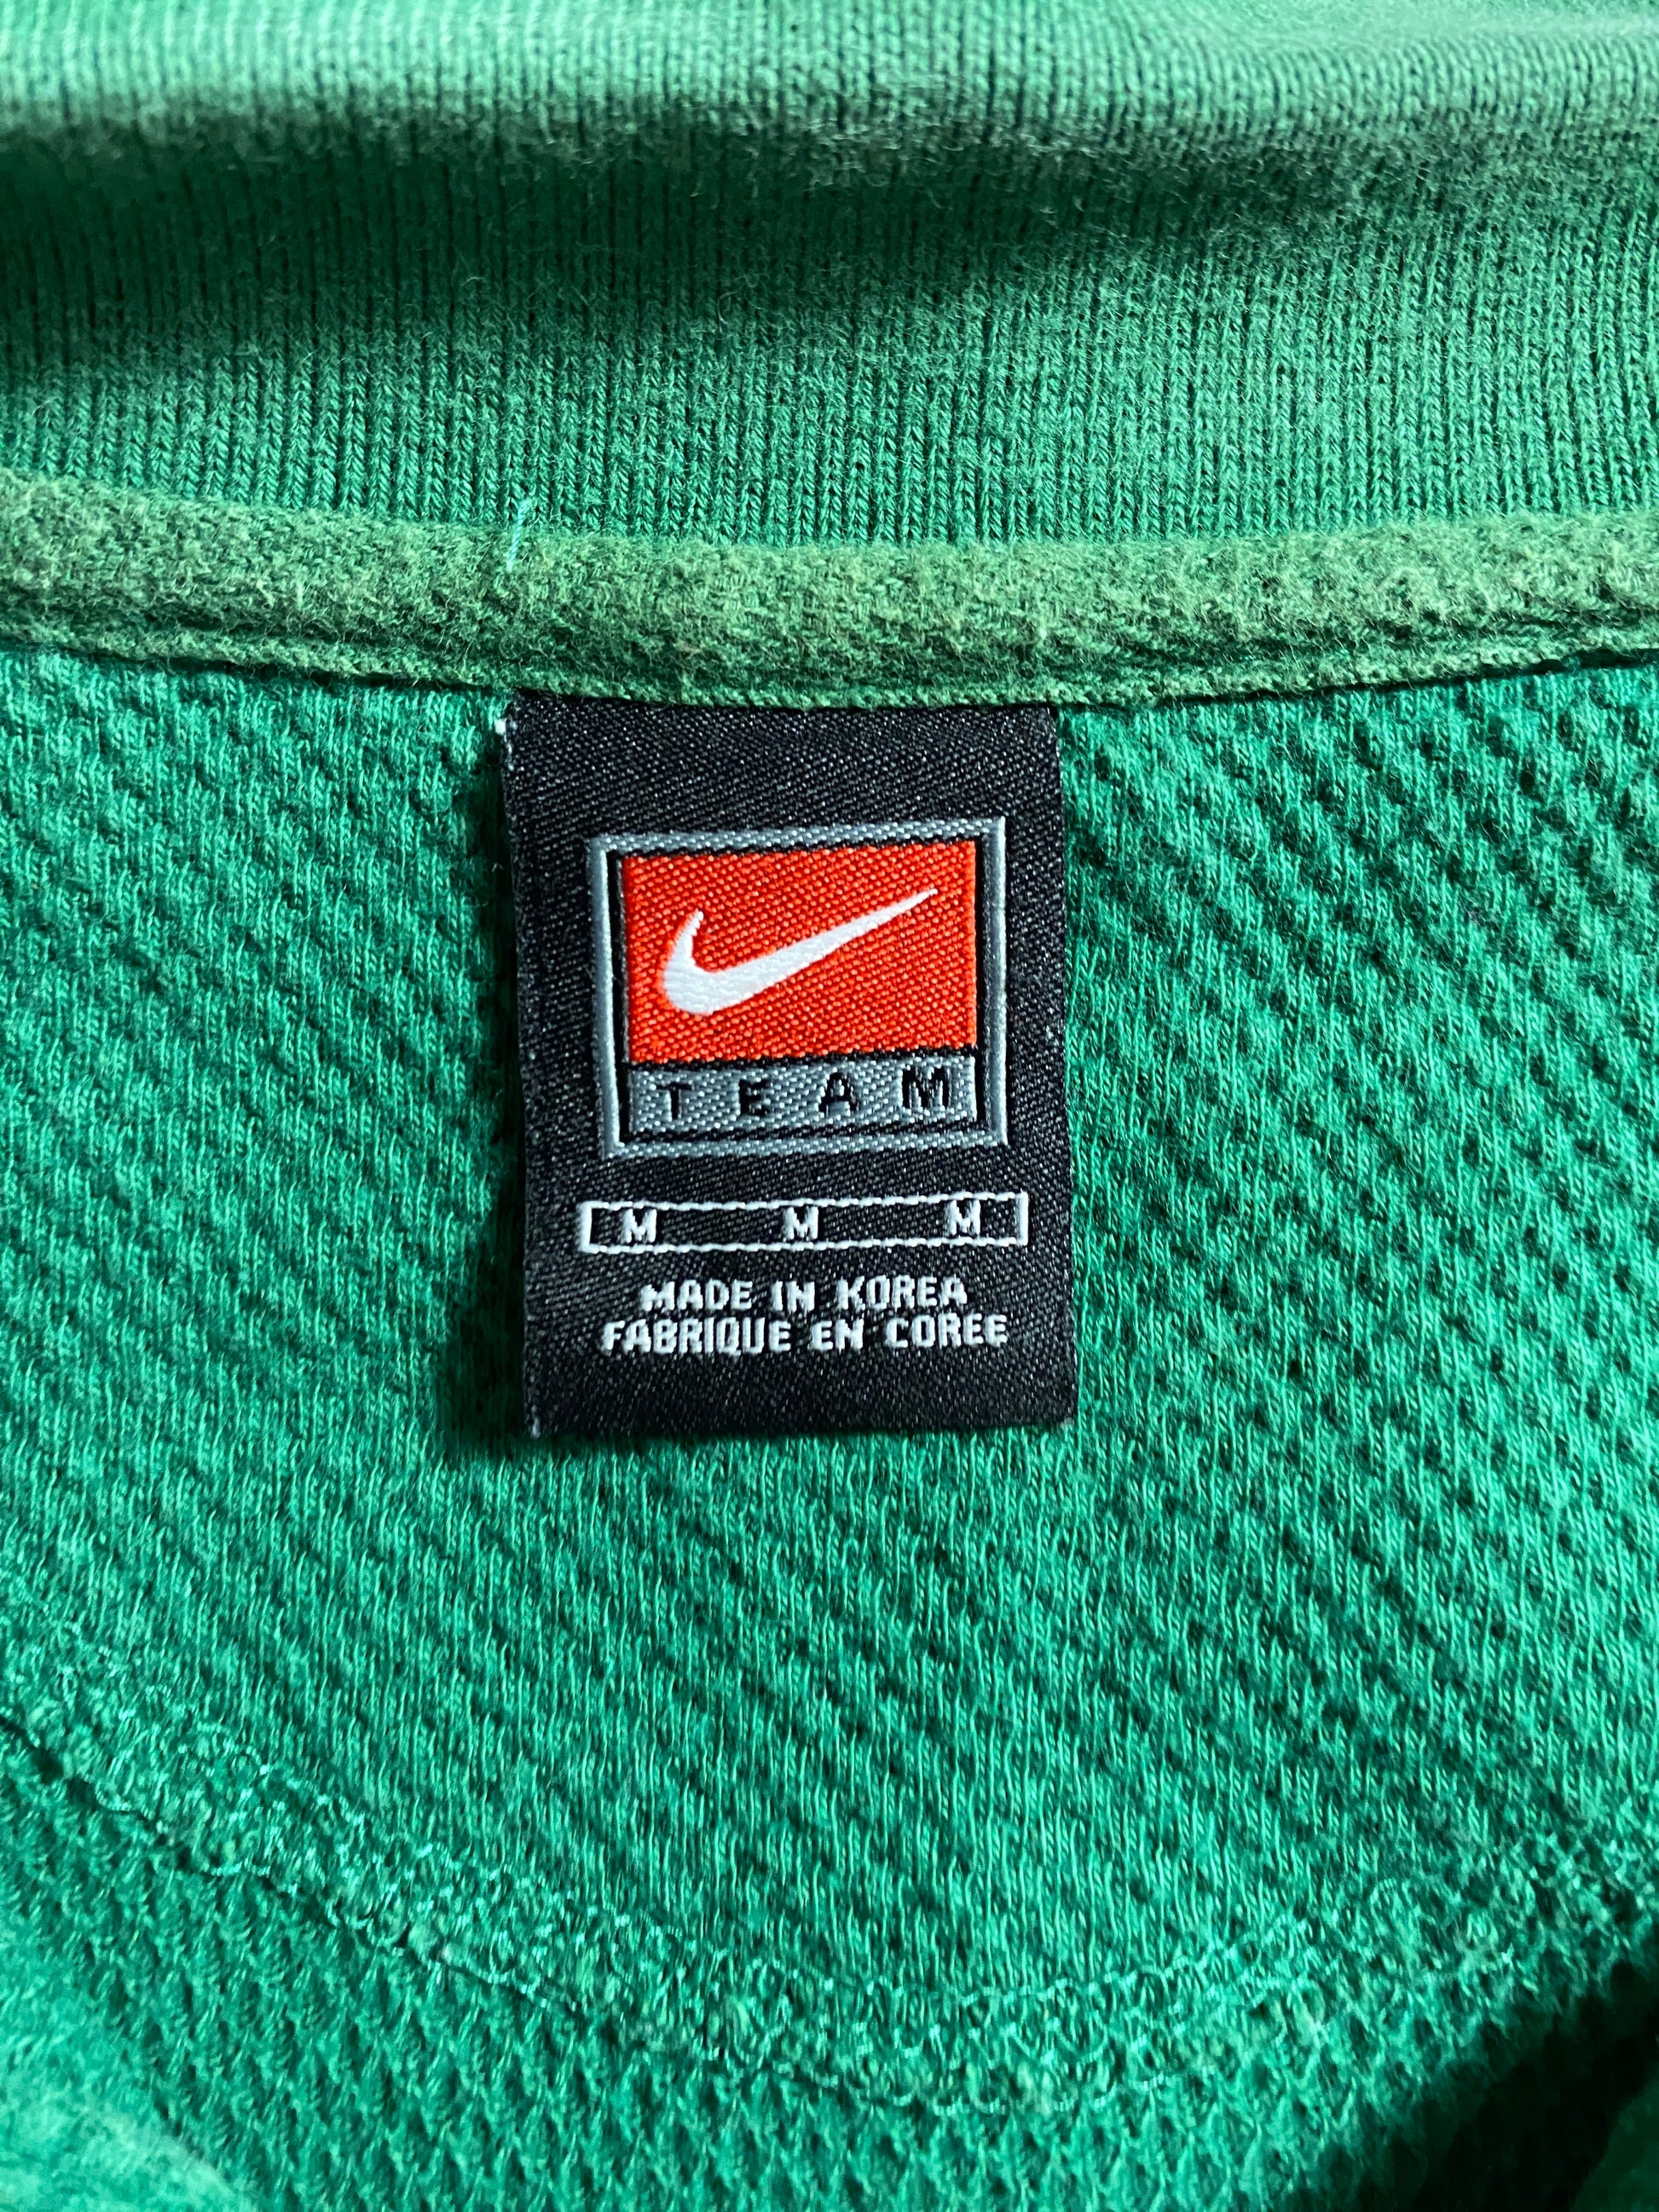 TEAM
M M M
MADE IN KOREA
FABRIQUE EN COREE